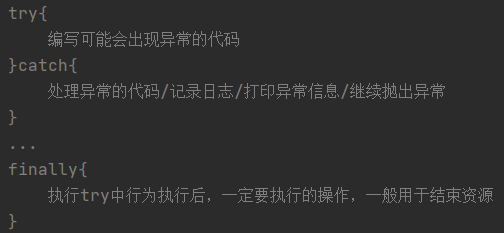 try{
编写可能会出现异常的代码
}catch{
处理异常的代码/记录日志/打印异常信息/继续抛出异常
}
...
finally{
执行try中行为执行后，一定要执行的操作，一般用于结束资源
}